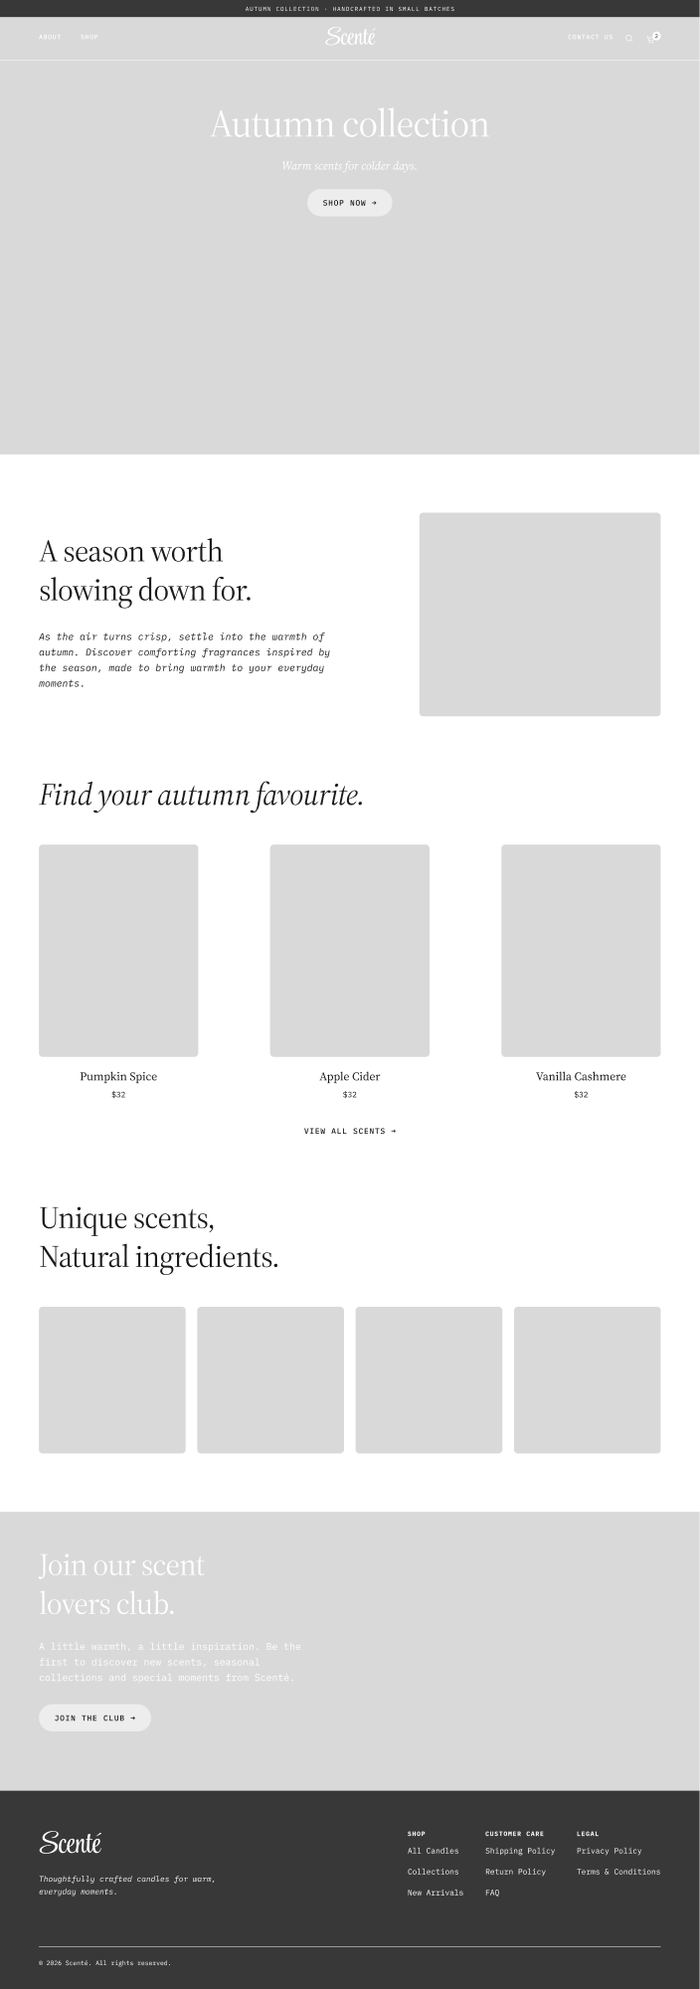 AUTUMN COLLECTION · HANDCRAFTED IN SMALL BATCHES
ABOUT SHOP Scenté CONTACT US 2
Autumn collection
Warm scents for colder days.
SHOP NOW →
A season worth
slowing down for.
As the air turns crisp, settle into the warmth of
autumn. Discover comforting fragrances inspired by
the season, made to bring warmth to your everyday
moments.
Find your autumn favourite.
Pumpkin Spice
$32
Apple Cider
$32
Vanilla Cashmere
$32
VIEW ALL SCENTS →
Unique scents,
Natural ingredients.
Join our scent
lovers club.
A little warmth, a little inspiration. Be the
first to discover new scents, seasonal
collections and special moments from Scenté.
JOIN THE CLUB →
Scenté
Thoughtfully crafted candles for warm,
everyday moments.
SHOP
All Candles
Collections
New Arrivals
CUSTOMER CARE
Shipping Policy
Return Policy
FAQ
LEGAL
Privacy Policy
Terms & Conditions
© 2026 Scenté. All rights reserved.